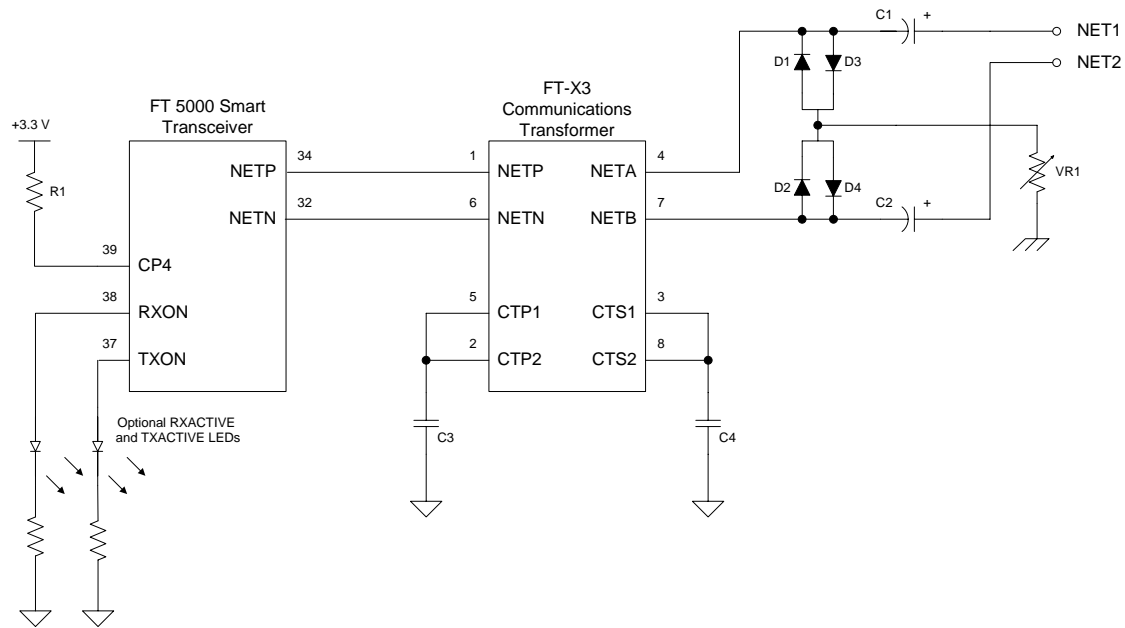 C1
+
NET1
NET2
D1
D3
FT-X3
Communications
Transformer
FT 5000 Smart
Transceiver
+3.3 V
R1
34
1
4
NETP
NETP
NETA
VR1
D2
D4
32
6
7
C2
+
NETN
NETN
NETB
39
CP4
38
5
3
RXON
CTP1
CTS1
37
2
8
TXON
CTP2
CTS2
Optional RXACTIVE
and TXACTIVE LEDs
C3
C4